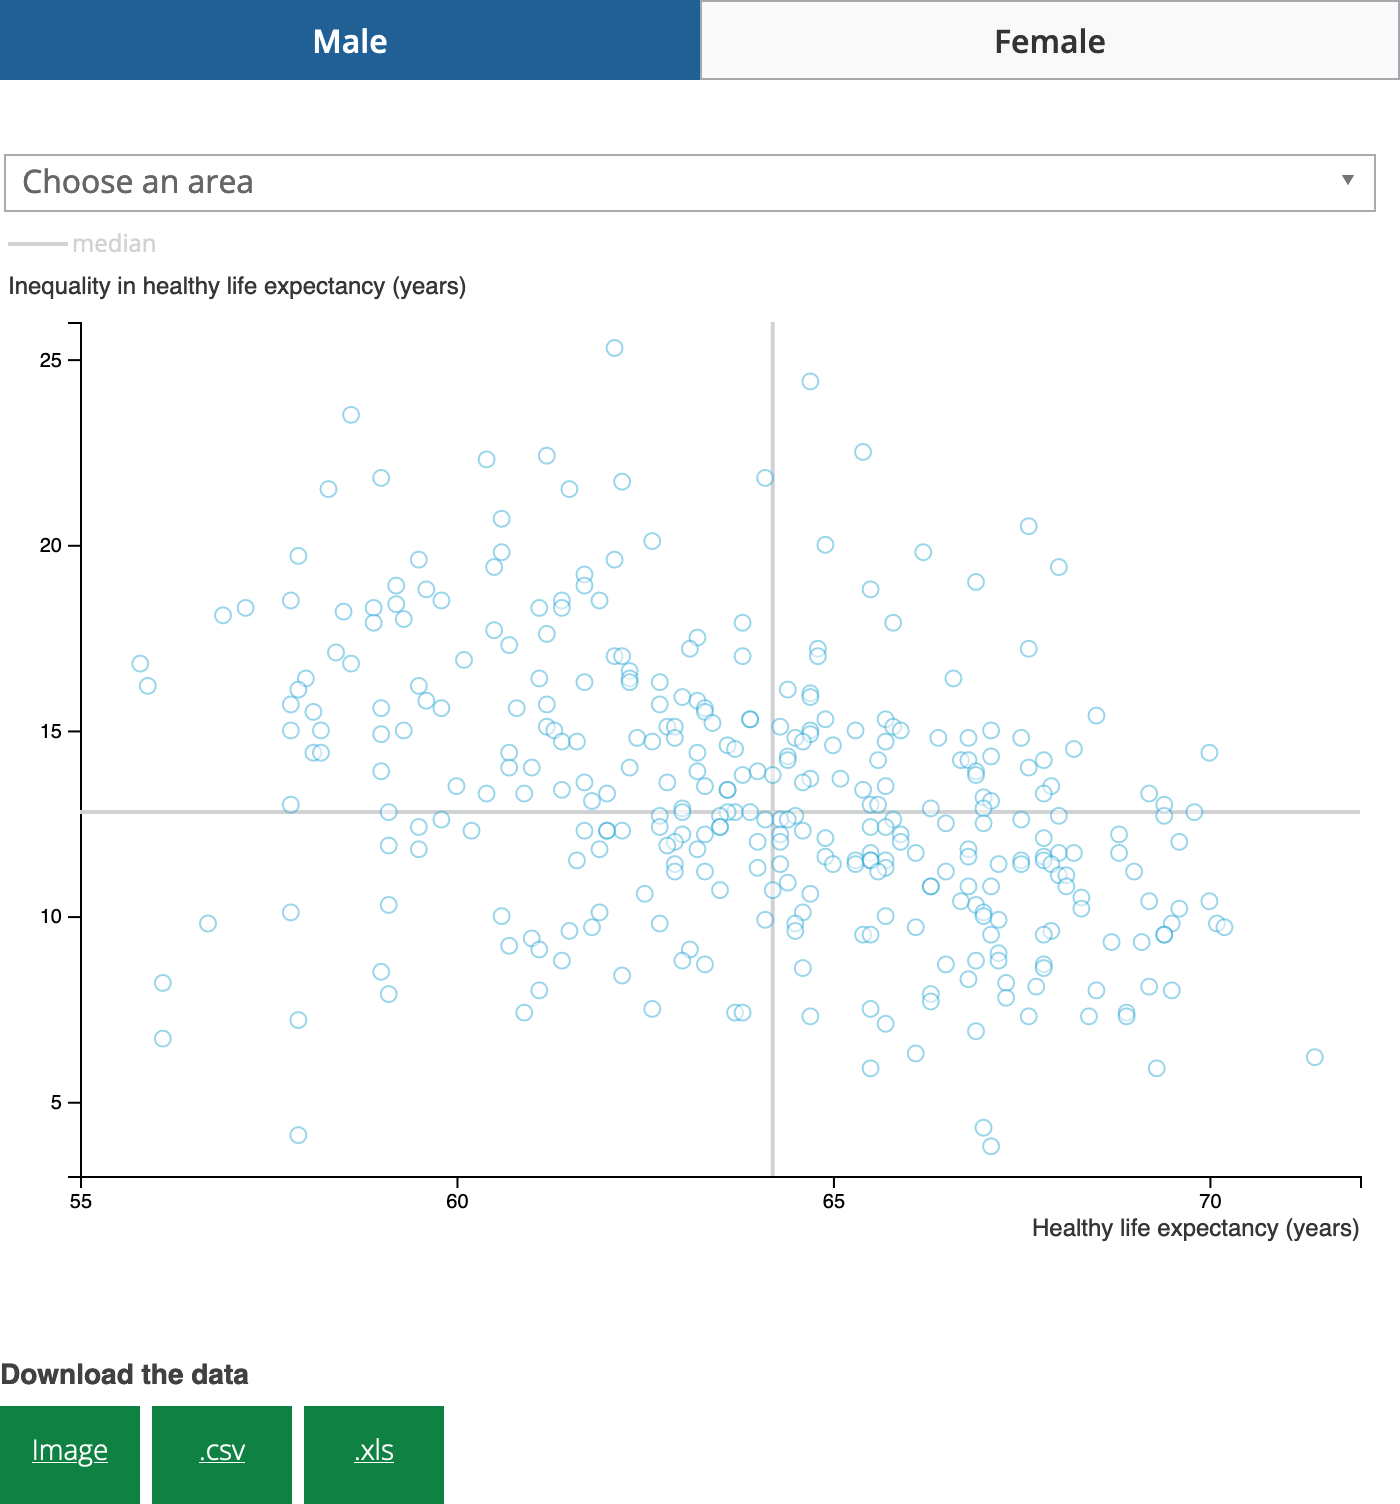 Male Female
Choose an area
median
Inequality in healthy life expectancy (years)
25
20
15
10
5
55 60 65 70
Healthy life expectancy (years)
Download the data
Image .csv .xls